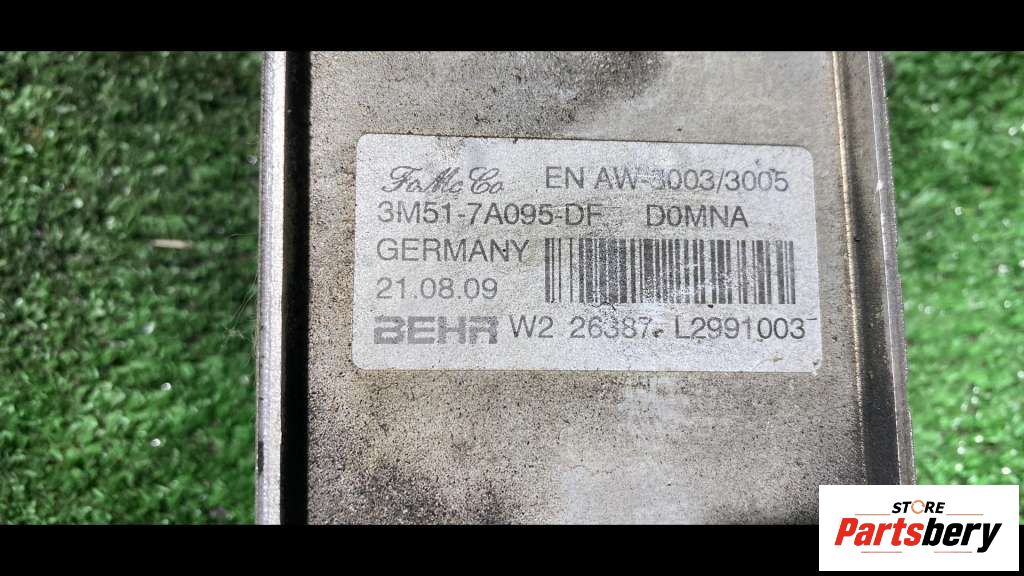 FoMoCo EN AW-3003/3005
3M51-7A095-DF D0MNA
GERMANY
21.08.09
BEHR W2 26387- L2991003
STORE
Partsbery